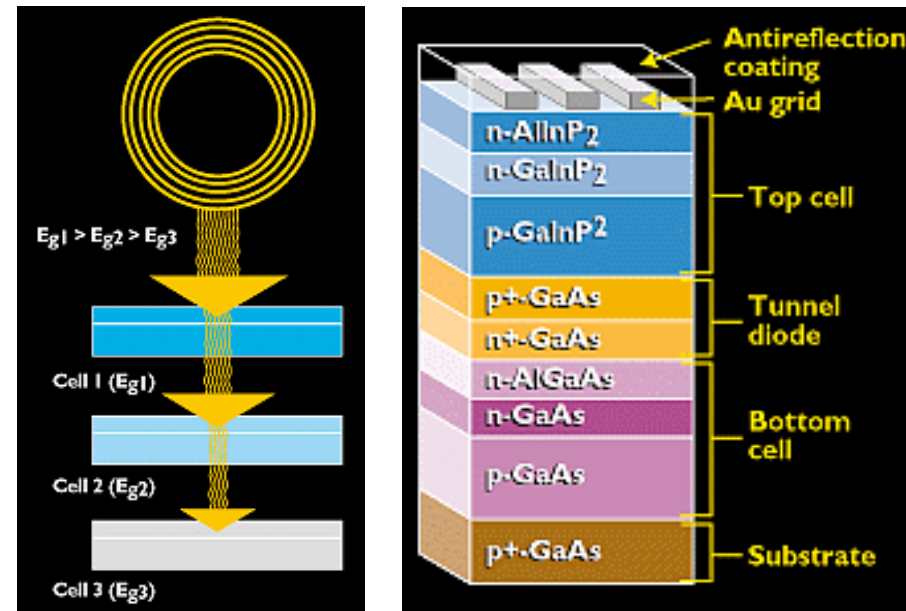 Eg1 > Eg2 > Eg3
Cell 1 (Eg1)
Cell 2 (Eg2)
Cell 3 (Eg3)
Antireflection
coating
Au grid
n-AlInP2
n-GaInP2
p-GaInP2
Top cell
p+-GaAs
n+-GaAs
Tunnel
diode
n-AlGaAs
n-GaAs
p-GaAs
Bottom
cell
p+-GaAs
Substrate